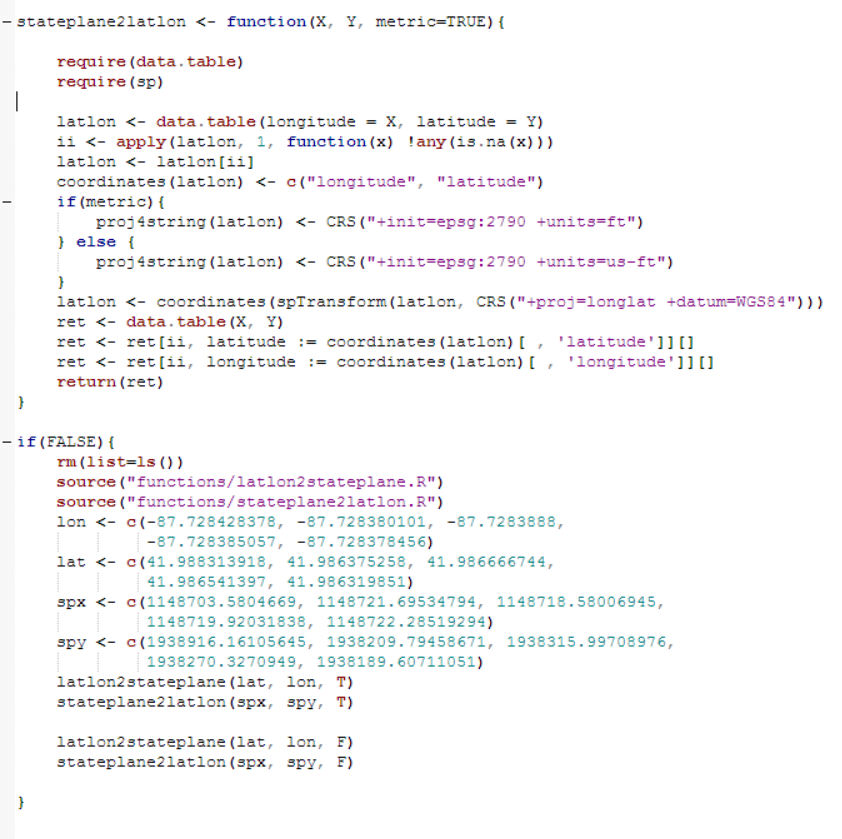 stateplane2latlon <- function(X, Y, metric=TRUE){
require(data.table)
require(sp)
latlon <- data.table(longitude = X, latitude = Y)
ii <- apply(latlon, 1, function(x) !any(is.na(x)))
latlon <- latlon[ii]
coordinates(latlon) <- c("longitude", "latitude")
if(metric){
proj4string(latlon) <- CRS("+init=epsg:2790 +units=ft")
} else {
proj4string(latlon) <- CRS("+init=epsg:2790 +units=us-ft")
}
latlon <- coordinates(spTransform(latlon, CRS("+proj=longlat +datum=WGS84")))
ret <- data.table(X, Y)
ret <- ret[ii, latitude := coordinates(latlon)[ , 'latitude']][]
ret <- ret[ii, longitude := coordinates(latlon)[ , 'longitude']][]
return(ret)
}
if(FALSE){
rm(list=ls())
source("functions/latlon2stateplane.R")
source("functions/stateplane2latlon.R")
lon <- c(-87.728428378, -87.728380101, -87.7283888,
-87.728385057, -87.728378456)
lat <- c(41.988313918, 41.986375258, 41.986666744,
41.986541397, 41.986319851)
spx <- c(1148703.5804669, 1148721.69534794, 1148718.58006945,
1148719.92031838, 1148722.28519294)
spy <- c(1938916.16105645, 1938209.79458671, 1938315.99708976,
1938270.3270949, 1938189.60711051)
latlon2stateplane(lat, lon, T)
stateplane2latlon(spx, spy, T)
latlon2stateplane(lat, lon, F)
stateplane2latlon(spx, spy, F)
}